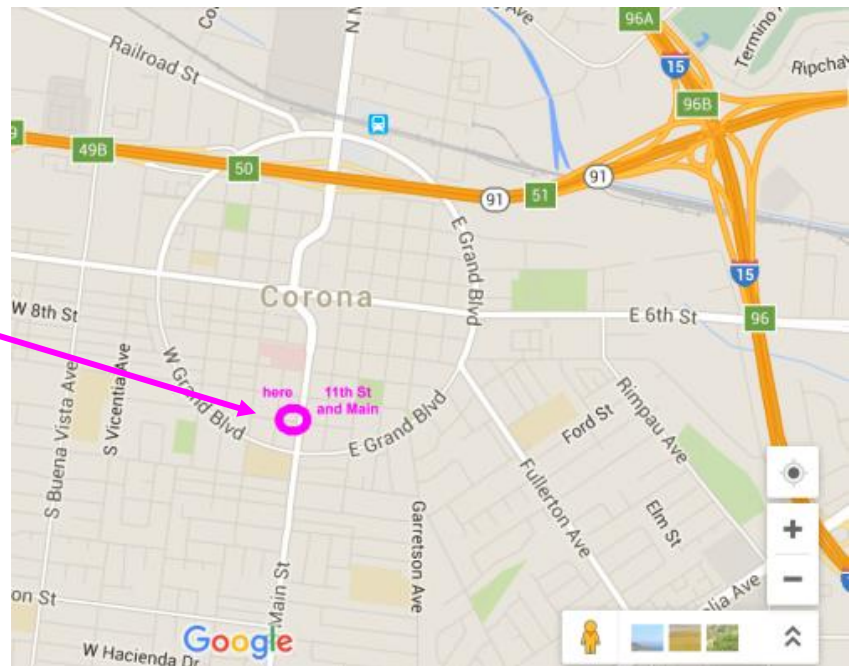 96A
Termino
Railroad St
15
Ripchav
96B
49B
50
91
51
91
E Grand Blvd
15
Corona
W 8th St
E 6th St
96
S Vicentia Ave
W Grand Blvd
here
11th St
and Main
Rimpau Ave
S Buena Vista Ave
E Grand Blvd
Ford St
Fullerton Ave
Garretson Ave
Elm St
+
−
on St
Main St
lia Ave
Google
W Hacienda Dr